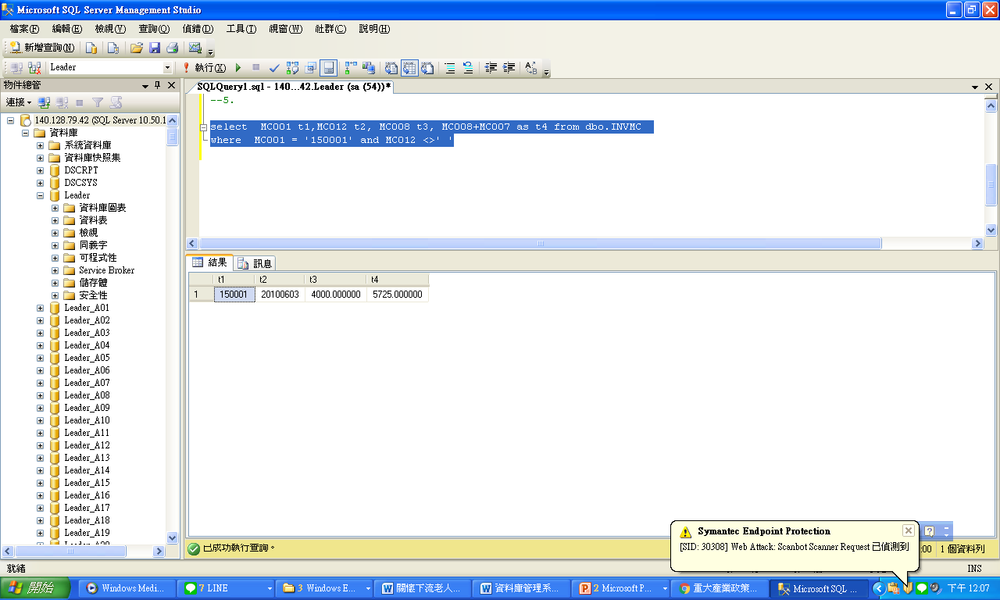 Microsoft SQL Server Management Studio
檔案(F) 編輯(E) 檢視(V) 查詢(Q) 偵錯(D) 工具(T) 視窗(W) 社群(C) 說明(H)
新增查詢(N)
Leader 執行(X)
物件總管
SQLQuery1.sql - 140...42.Leader (sa (54))*
連接
140.128.79.42 (SQL Server 10.50.1
資料庫
系統資料庫
資料庫快照集
DSCRPT
DSCSYS
Leader
資料庫圖表
資料表
檢視
同義字
可程式性
Service Broker
儲存體
安全性
Leader_A01
Leader_A02
Leader_A03
Leader_A04
Leader_A05
Leader_A06
Leader_A07
Leader_A08
Leader_A09
Leader_A10
Leader_A11
Leader_A12
Leader_A13
Leader_A14
Leader_A15
Leader_A16
Leader_A17
Leader_A18
Leader_A19
--5.
select  MC001 t1,MC012 t2, MC008 t3, MC008+MC007 as t4 from dbo.INVMC
where  MC001 = '150001' and MC012 <>' '
結果 訊息
t1 t2 t3 t4
1 150001 20100603 4000.000000 5725.000000
已成功執行查詢。
:00 1 個資料列
Symantec Endpoint Protection
[SID: 30308] Web Attack: Scanbot Scanner Request 已偵測到
就緒
INS
開始 Windows Medi... 7 LINE 3 Windows E... 關懷下流老人... 資料庫管理系... 2 Microsoft P... 重大產業政策... Microsoft SQL ... 下午 12:07